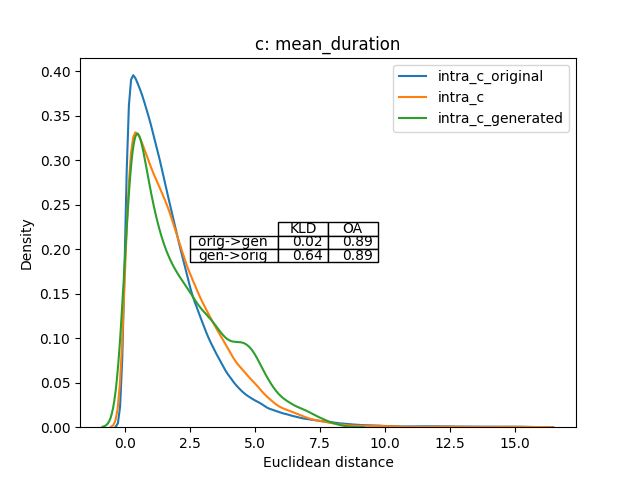 c: mean_duration
0.40
0.35
0.30
0.25
0.20
0.15
0.10
0.05
0.00
Density
intra_c_original
intra_c
intra_c_generated
KLD OA
orig->gen 0.02 0.89
gen->orig 0.64 0.89
0.0 2.5 5.0 7.5 10.0 12.5 15.0
Euclidean distance